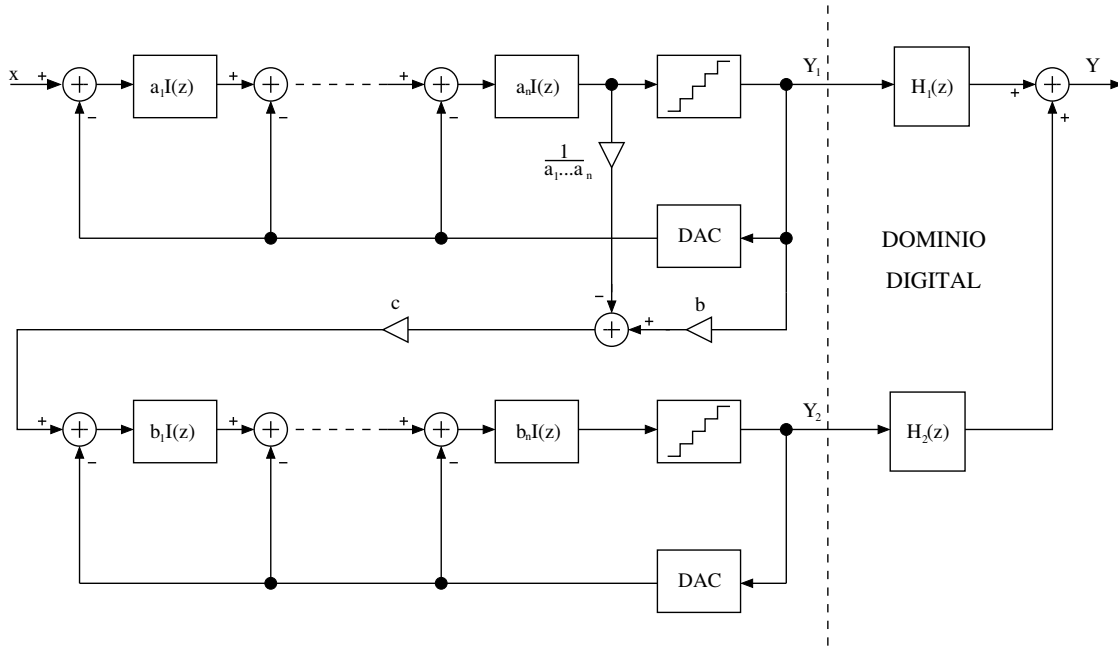 x
+
−
a₁I(z)
+
−
+
−
aₙI(z)
Y₁
H₁(z)
+
Y
+
1
a₁...aₙ
DAC
DOMINIO
DIGITAL
c
−
+
b
+
−
b₁I(z)
+
−
+
−
bₙI(z)
Y₂
H₂(z)
DAC